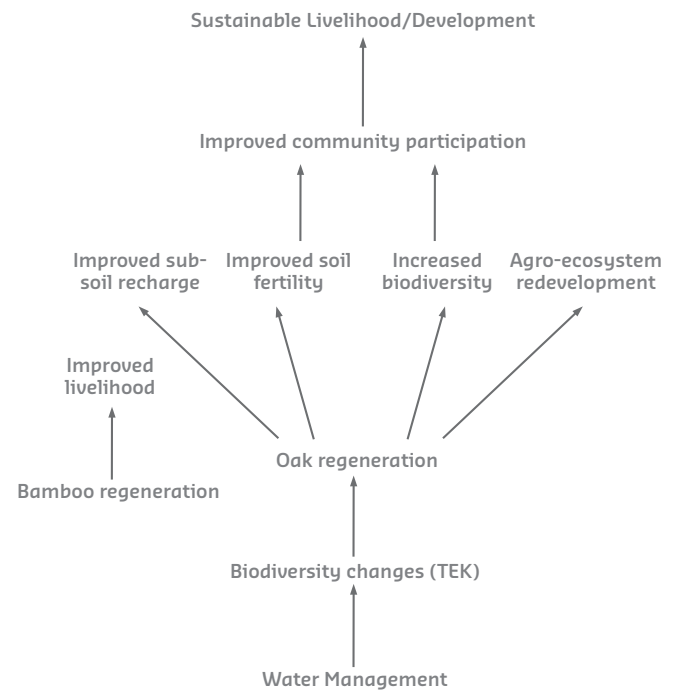 Sustainable Livelihood/Development
Improved community participation
Improved sub-
soil recharge
Improved soil
fertility
Increased
biodiversity
Agro-ecosystem
redevelopment
Improved
livelihood
Oak regeneration
Bamboo regeneration
Biodiversity changes (TEK)
Water Management